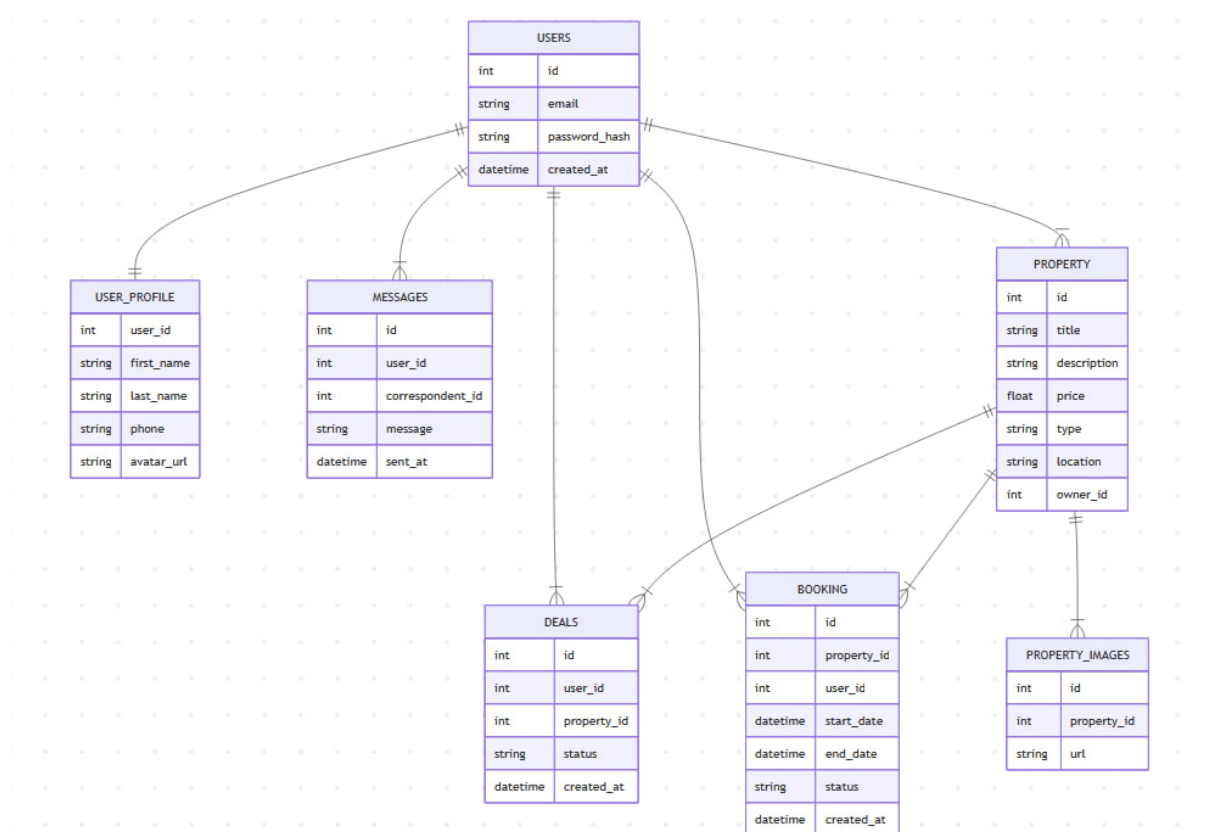 USERS
int id
string email
string password_hash
datetime created_at
USER_PROFILE
int user_id
string first_name
string last_name
string phone
string avatar_url
MESSAGES
int id
int user_id
int correspondent_id
string message
datetime sent_at
PROPERTY
int id
string title
string description
float price
string type
string location
int owner_id
DEALS
int id
int user_id
int property_id
string status
datetime created_at
BOOKING
int id
int property_id
int user_id
datetime start_date
datetime end_date
string status
datetime created_at
PROPERTY_IMAGES
int id
int property_id
string url